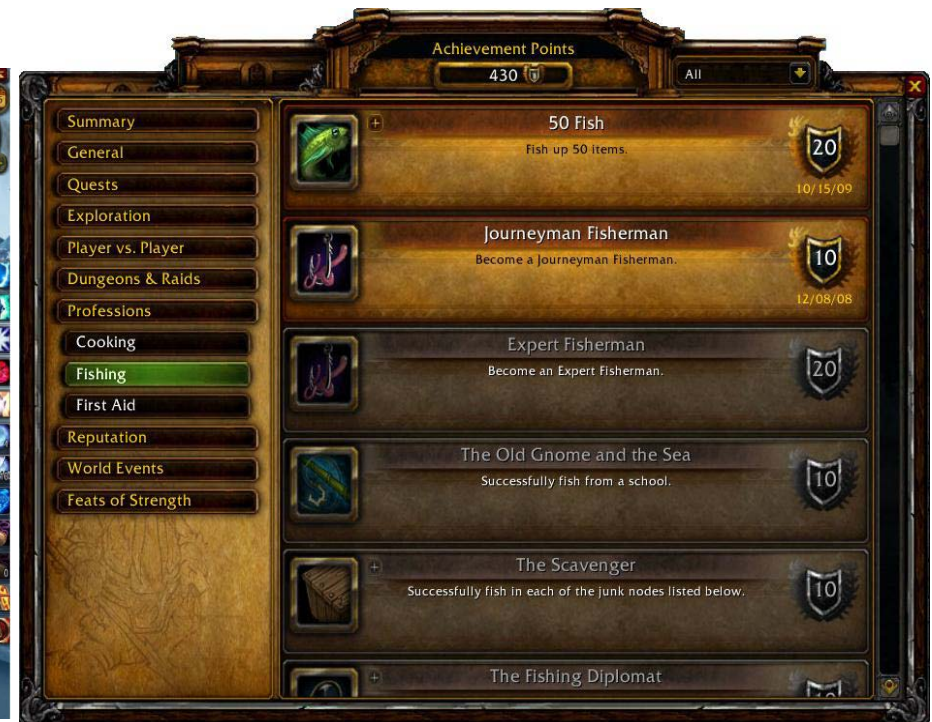 Achievement Points
430
All
Summary
General
Quests
Exploration
Player vs. Player
Dungeons & Raids
Professions
Cooking
Fishing
First Aid
Reputation
World Events
Feats of Strength
50 Fish
Fish up 50 items.
20
10/15/09
Journeyman Fisherman
Become a Journeyman Fisherman.
10
12/08/08
Expert Fisherman
Become an Expert Fisherman.
20
The Old Gnome and the Sea
Successfully fish from a school.
10
The Scavenger
Successfully fish in each of the junk nodes listed below.
10
The Fishing Diplomat